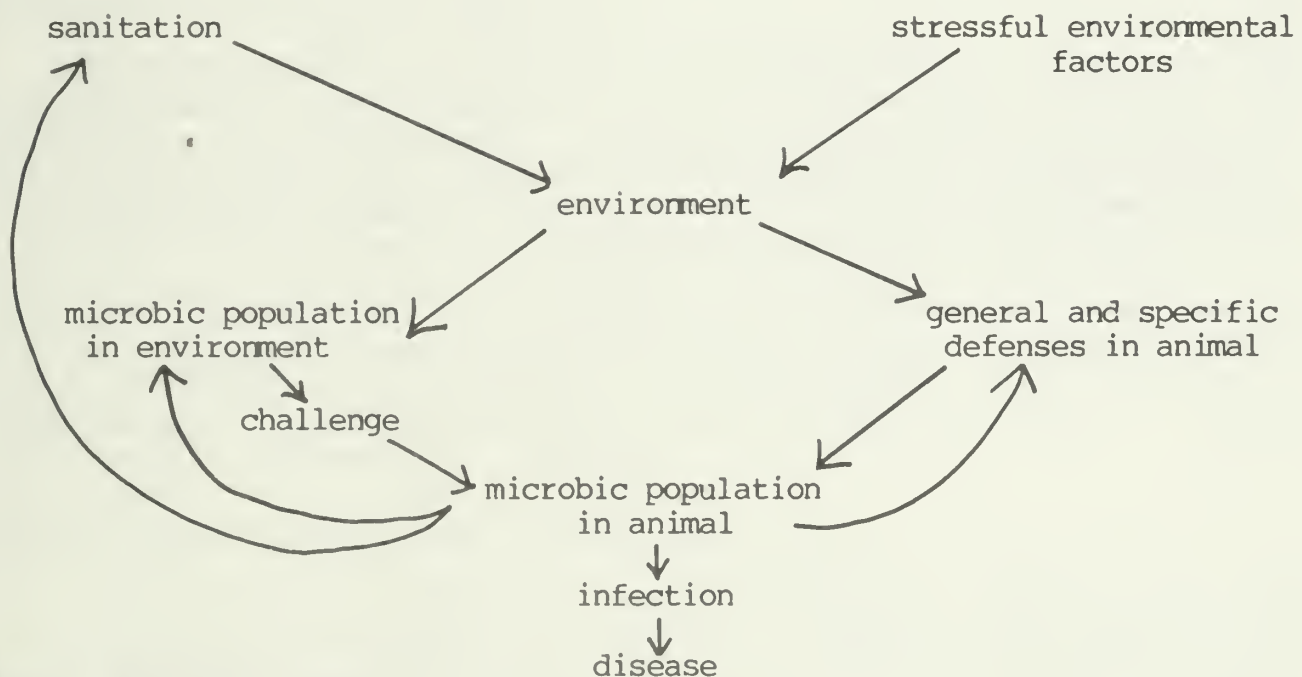 sanitation
stressful environmental
factors
environment
microbic population
in environment
general and specific
defenses in animal
challenge
microbic population
in animal
infection
disease